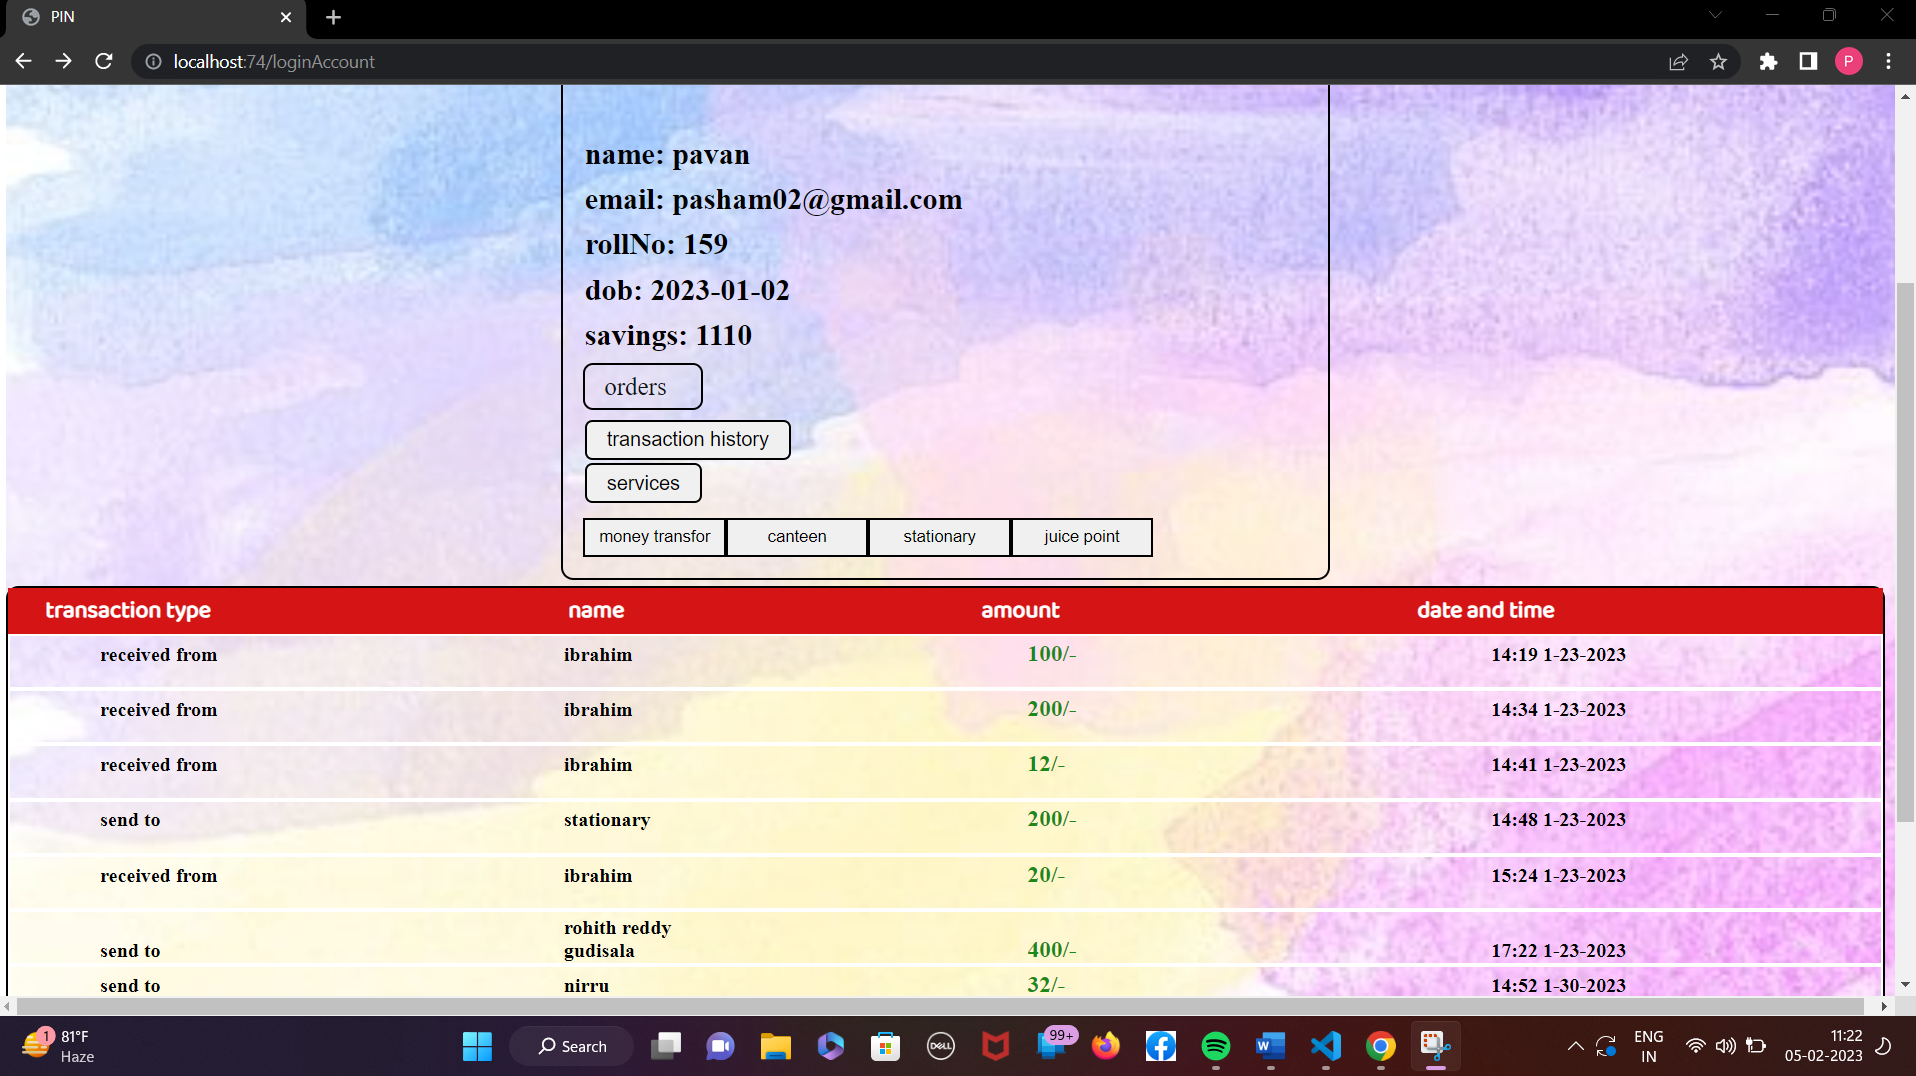 PIN
localhost:74/loginAccount
P
name: pavan
email: pasham02@gmail.com
rollNo: 159
dob: 2023-01-02
savings: 1110
orders
transaction history
services
money transfor canteen stationary juice point
transaction type name amount date and time
received from ibrahim 100/- 14:19 1-23-2023
received from ibrahim 200/- 14:34 1-23-2023
received from ibrahim 12/- 14:41 1-23-2023
send to stationary 200/- 14:48 1-23-2023
received from ibrahim 20/- 15:24 1-23-2023
rohith reddy
send to gudisala 400/- 17:22 1-23-2023
send to nirru 32/- 14:52 1-30-2023
1 81°F
Haze
Search
DELL
99+
W
ENG
IN
11:22
05-02-2023